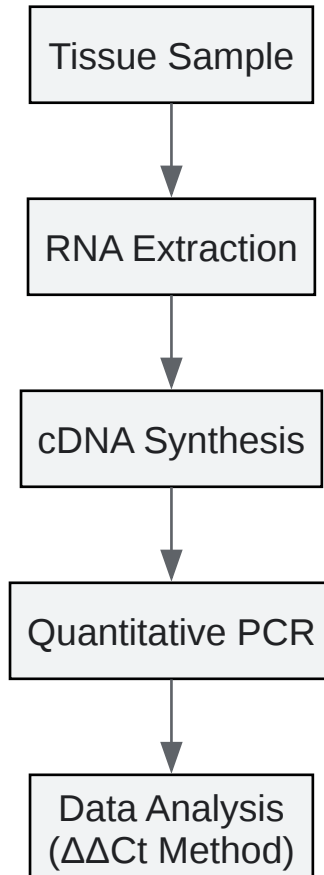 Tissue Sample
RNA Extraction
cDNA Synthesis
Quantitative PCR
Data Analysis
(ΔΔCt Method)